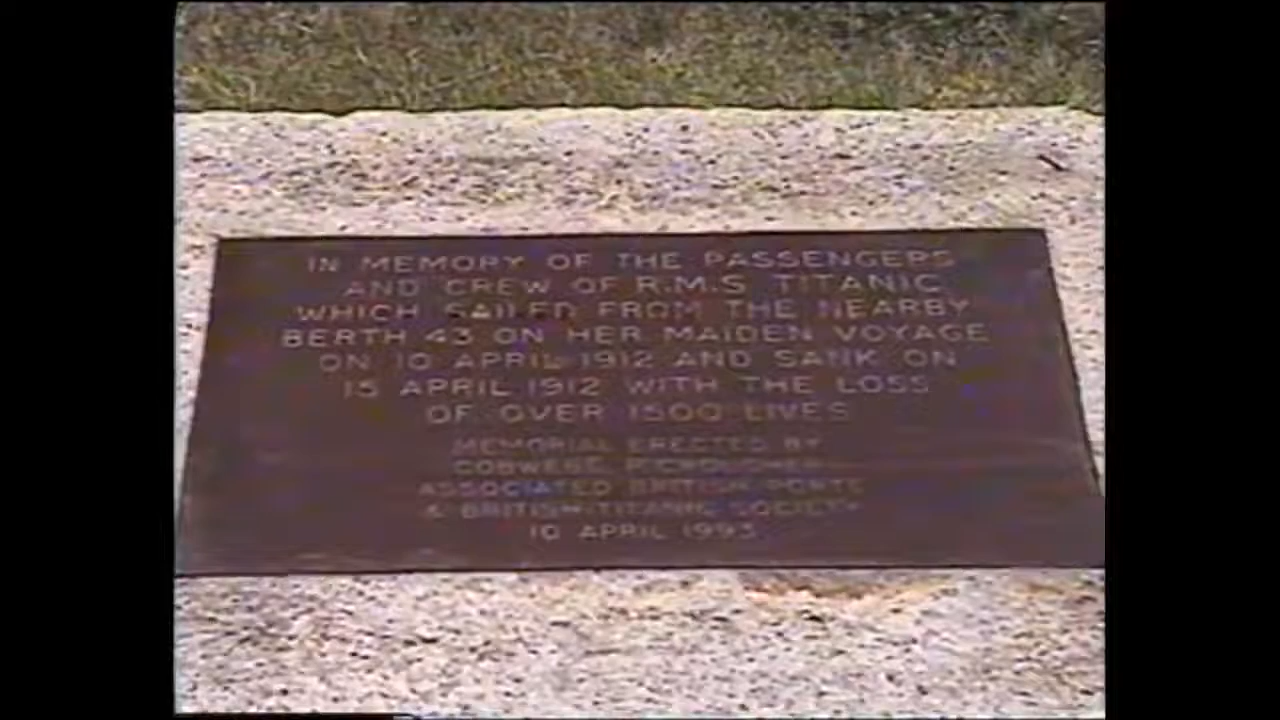 IN MEMORY OF THE PASSENGERS
AND CREW OF R.M.S TITANIC
WHICH SAILED FROM THE NEARBY
BERTH 43 ON HER MAIDEN VOYAGE
ON 10 APRIL 1912 AND SANK ON
15 APRIL 1912 WITH THE LOSS
OF OVER 1500 LIVES
MEMORIAL ERECTED BY
ASSOCIATED BRITISH PORTS
& BRITISH TITANIC SOCIETY
10 APRIL 1993